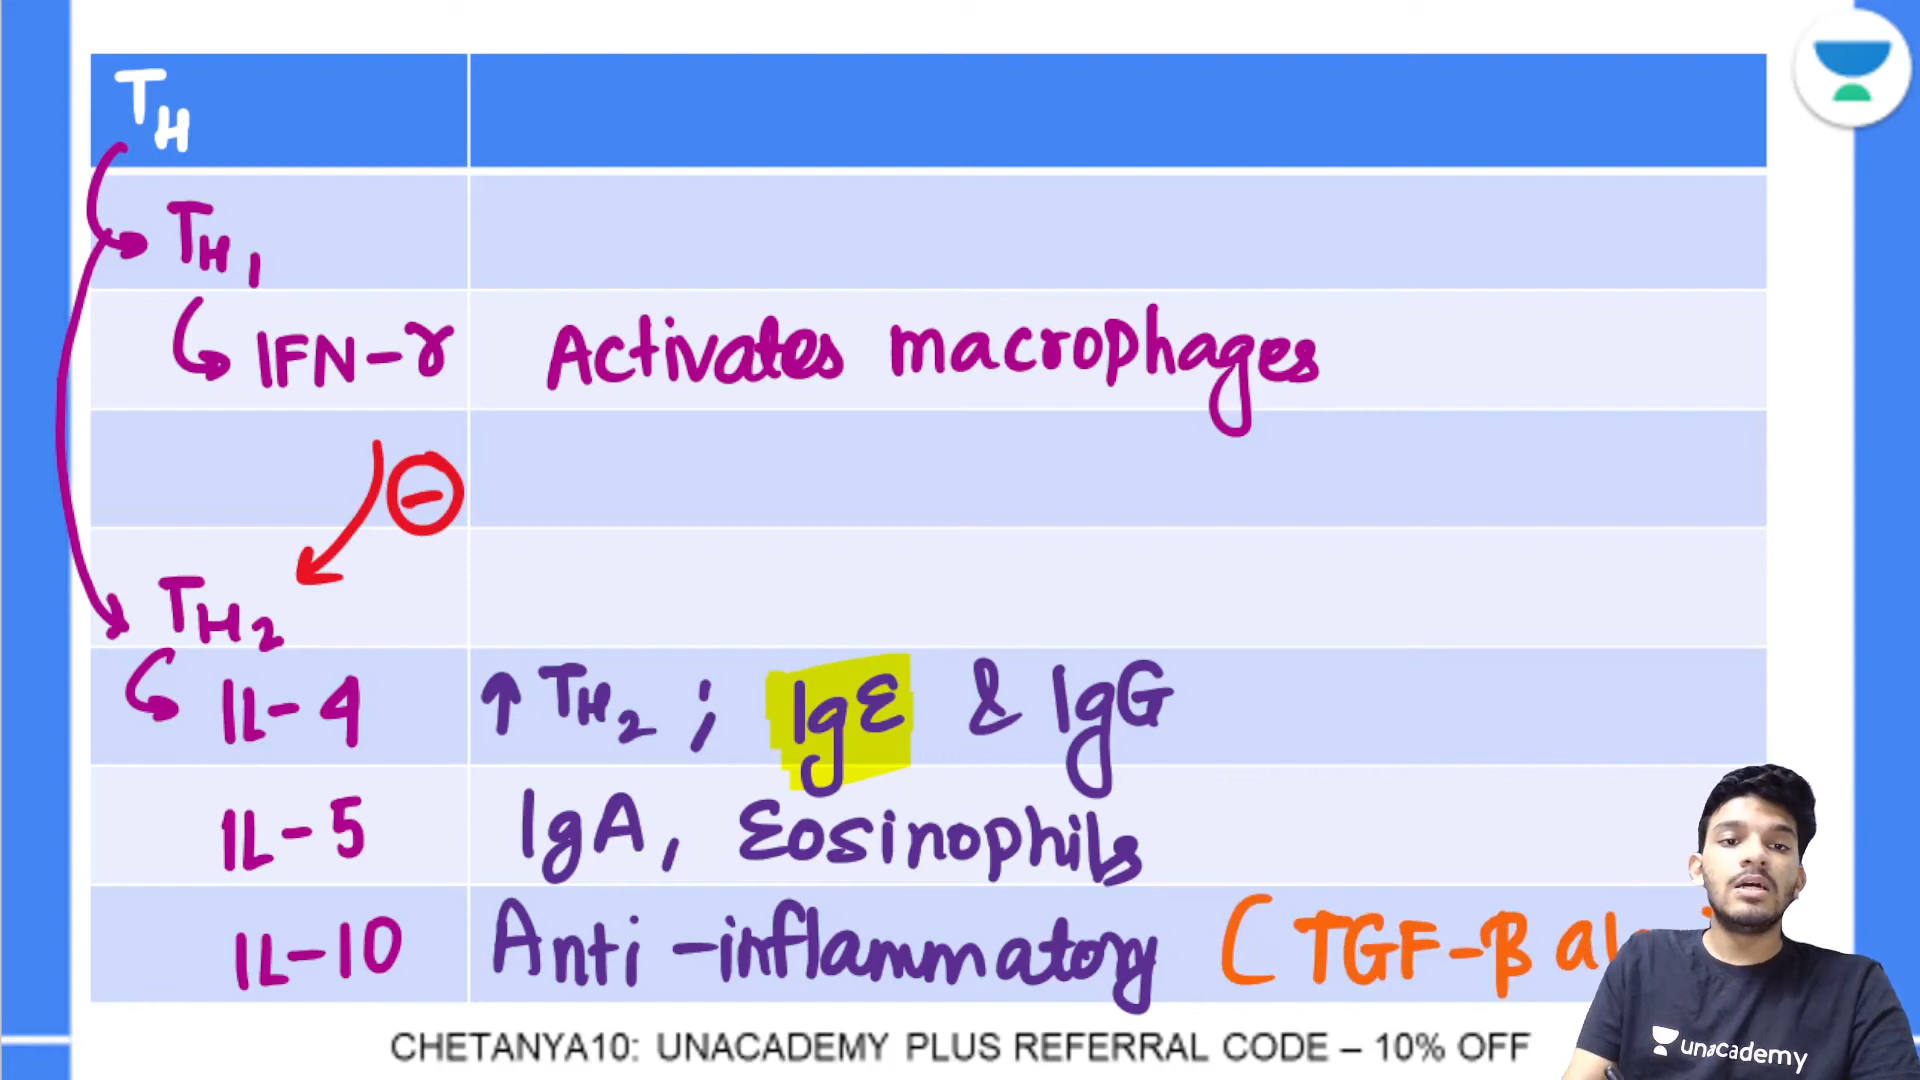 TH
TH1
IFN-γ Activates macrophages
-
TH2
IL-4 ↑ TH2 ; IgE & IgG
IL-5 IgA, Eosinophils
IL-10 Anti-inflammatory (TGF-β
CHETANYA10: UNACADEMY PLUS REFERRAL CODE – 10% OFF
unacademy